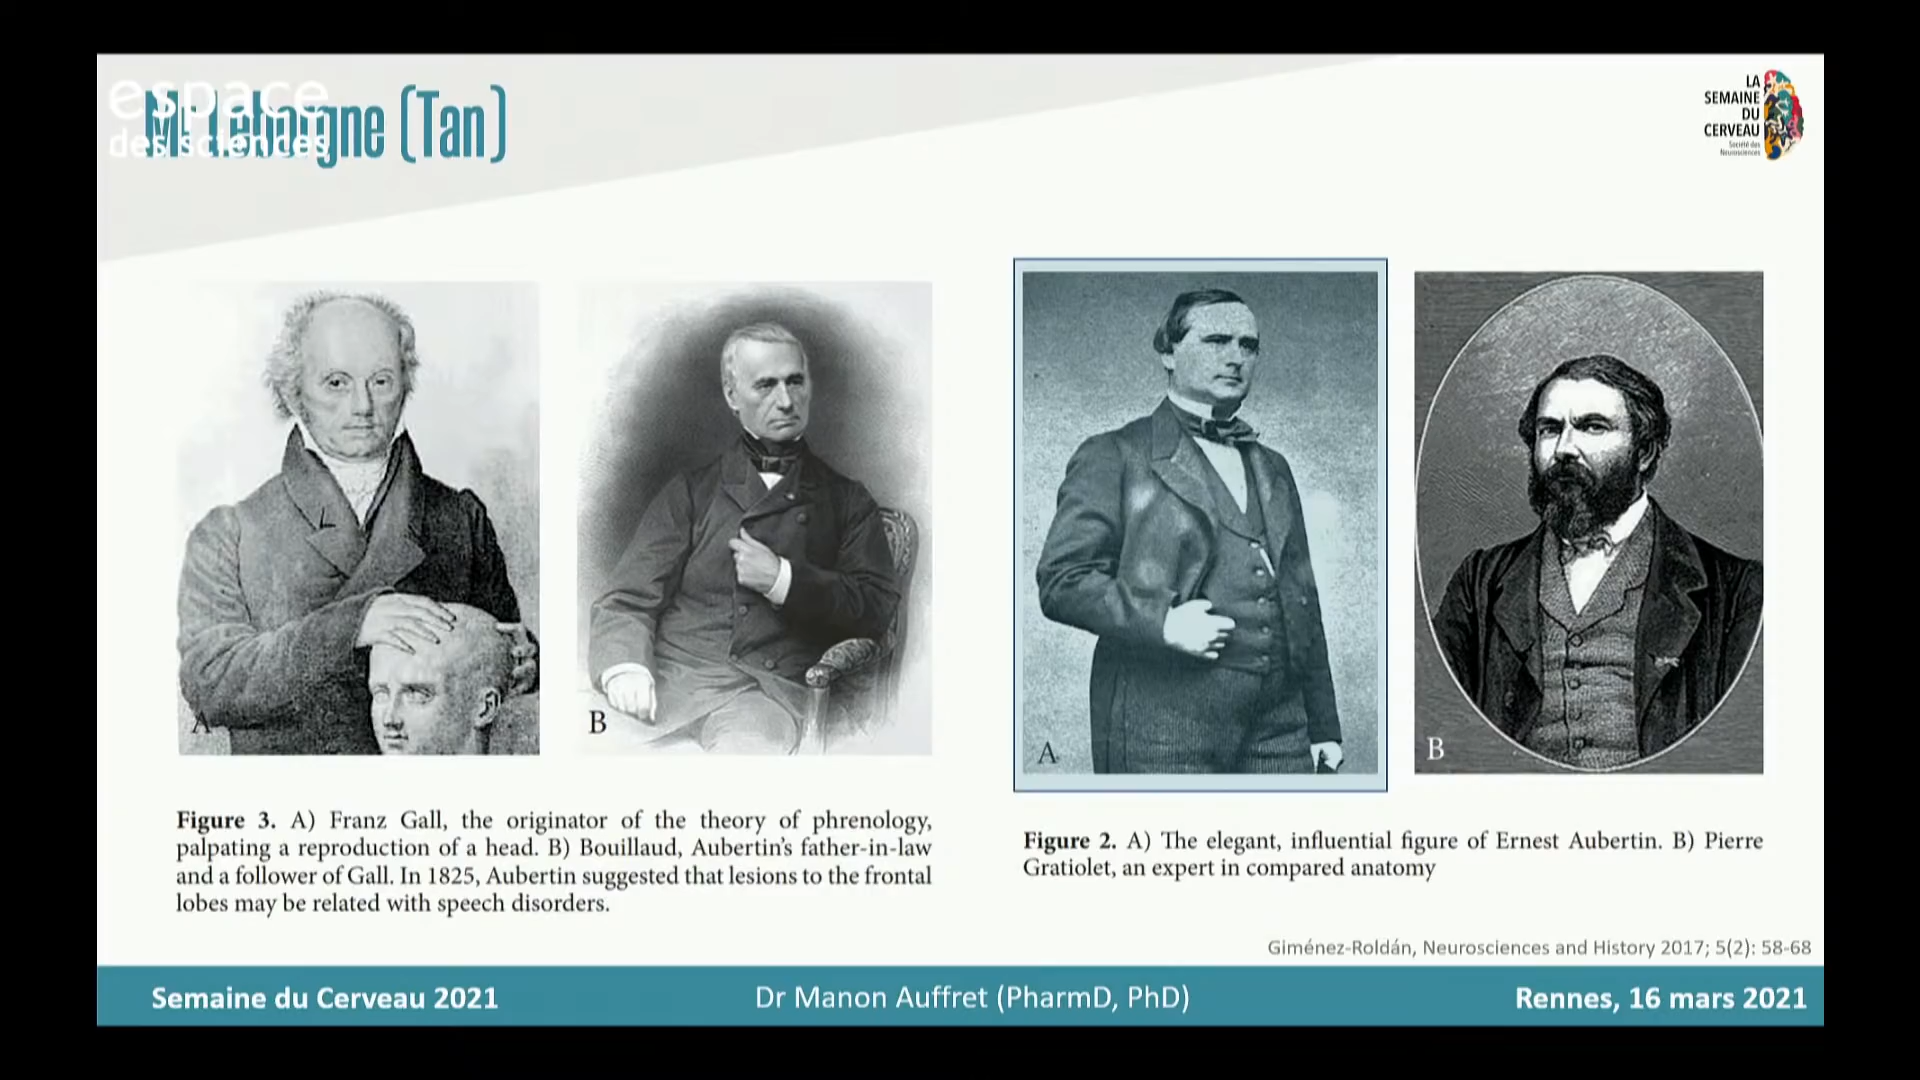 espace
des sciences
Mr Leborgne (Tan)
LA
SEMAINE
DU
CERVEAU
Société des
Neurosciences
A
B
A
B
Figure 3. A) Franz Gall, the originator of the theory of phrenology,
palpating a reproduction of a head. B) Bouillaud, Aubertin's father-in-law
and a follower of Gall. In 1825, Aubertin suggested that lesions to the frontal
lobes may be related with speech disorders.
Figure 2. A) The elegant, influential figure of Ernest Aubertin. B) Pierre
Gratiolet, an expert in compared anatomy
Giménez-Roldán, Neurosciences and History 2017; 5(2): 58-68
Semaine du Cerveau 2021
Dr Manon Auffret (PharmD, PhD)
Rennes, 16 mars 2021